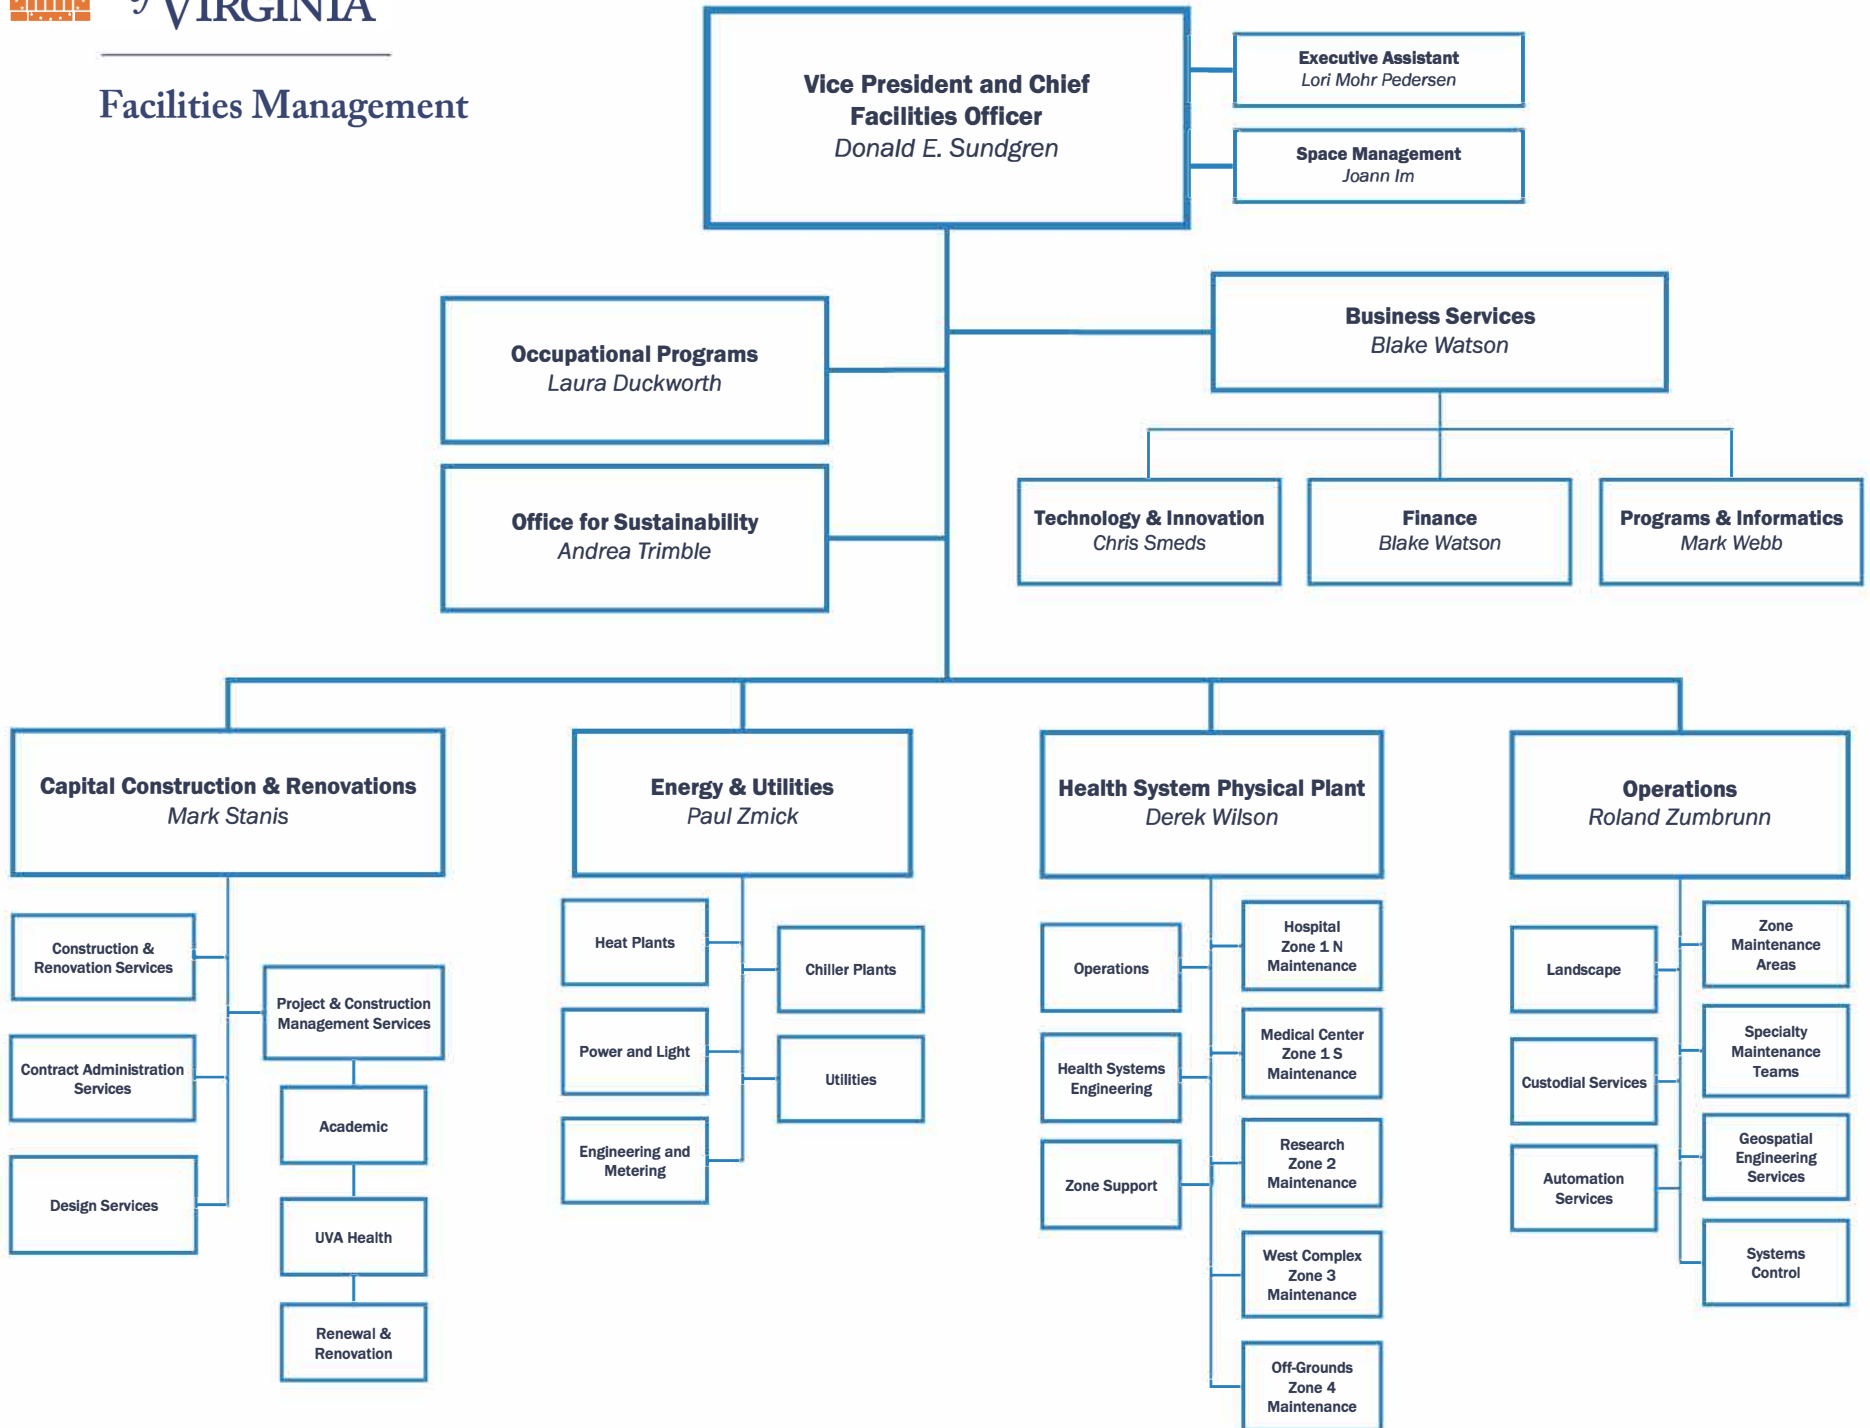 of VIRGINIA
Facilities Management
Vice President and Chief
Facilities Officer
Donald E. Sundgren
Executive Assistant
Lori Mohr Pedersen
Space Management
Joann Im
Occupational Programs
Laura Duckworth
Business Services
Blake Watson
Office for Sustainability
Andrea Trimble
Technology & Innovation
Chris Smeds
Finance
Blake Watson
Programs & Informatics
Mark Webb
Capital Construction & Renovations
Mark Stanis
Construction &
Renovation Services
Project & Construction
Management Services
Contract Administration
Services
Academic
Design Services
UVA Health
Renewal &
Renovation
Energy & Utilities
Paul Zmick
Heat Plants
Chiller Plants
Power and Light
Utilities
Engineering and
Metering
Health System Physical Plant
Derek Wilson
Operations
Hospital
Zone 1 N
Maintenance
Health Systems
Engineering
Medical Center
Zone 1 S
Maintenance
Zone Support
Research
Zone 2
Maintenance
West Complex
Zone 3
Maintenance
Off-Grounds
Zone 4
Maintenance
Operations
Roland Zumbrunn
Landscape
Zone
Maintenance
Areas
Custodial Services
Specialty
Maintenance
Teams
Automation
Services
Geospatial
Engineering
Services
Systems
Control